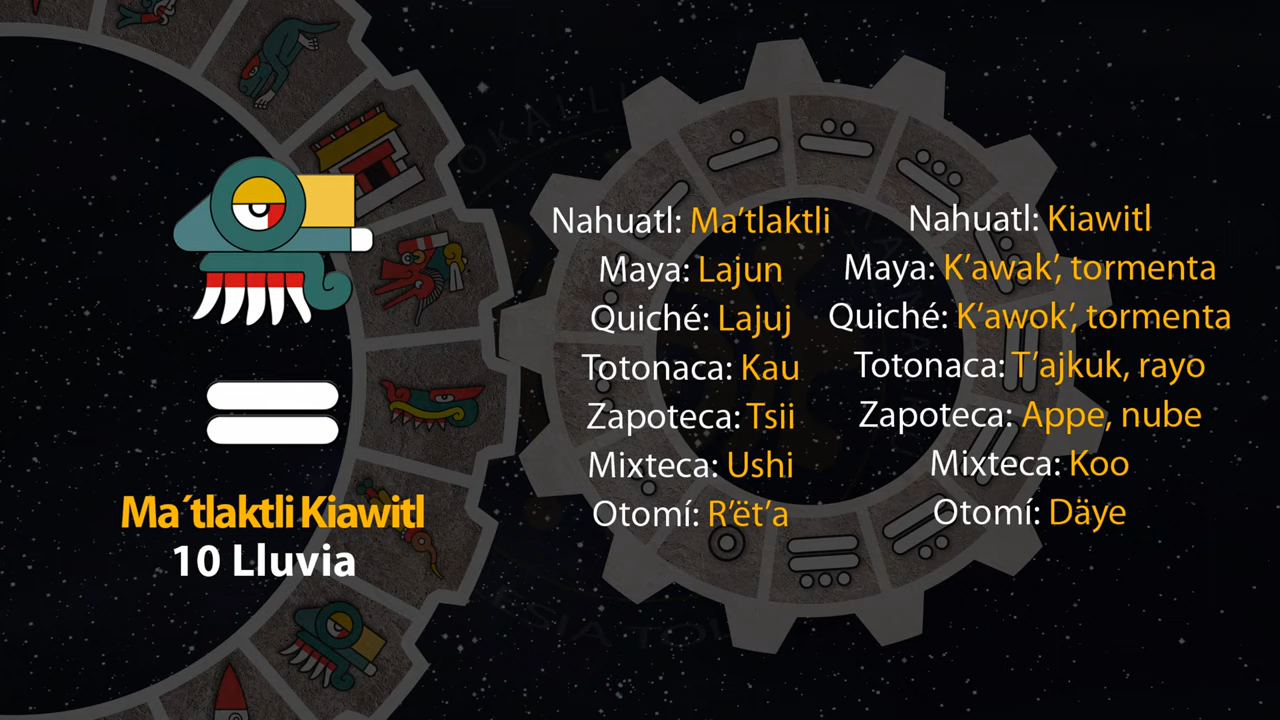 Ma´tlaktli Kiawitl
10 Lluvia
Nahuatl: Ma’tlaktli
Maya: Lajun
Quiché: Lajuj
Totonaca: Kau
Zapoteca: Tsii
Mixteca: Ushi
Otomí: R’ët’a
Nahuatl: Kiawitl
Maya: K’awak’, tormenta
Quiché: K’awok’, tormenta
Totonaca: T’ajkuk, rayo
Zapoteca: Appe, nube
Mixteca: Koo
Otomí: Däye